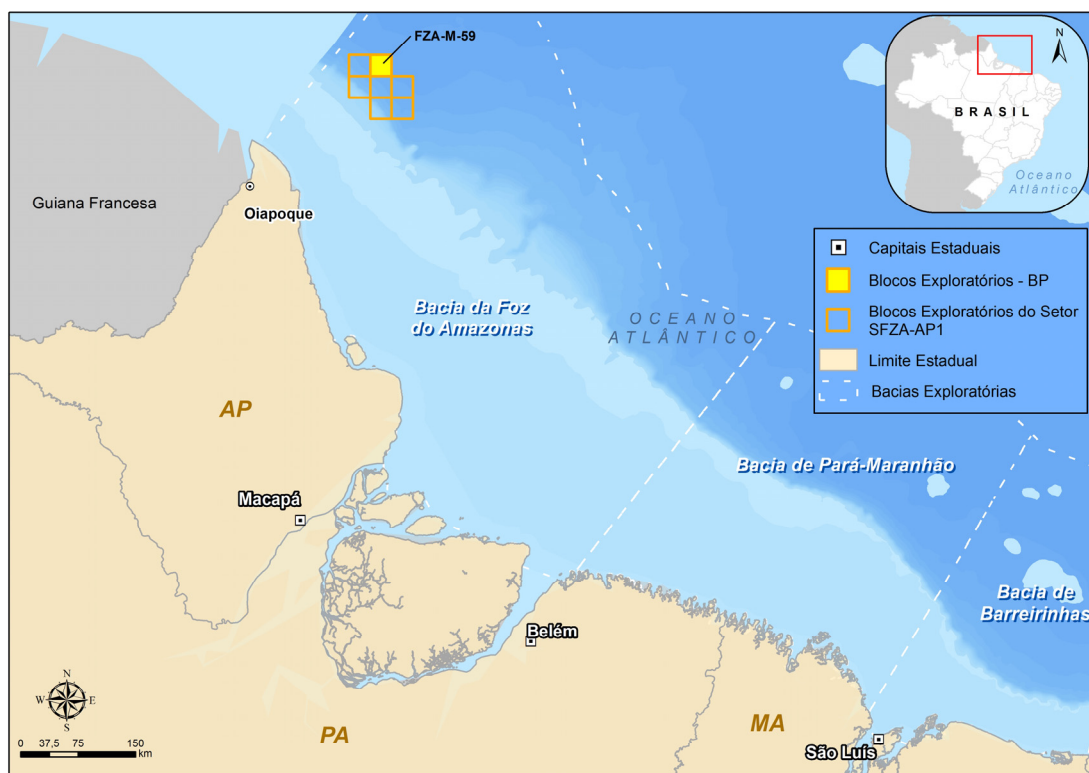 FZA-M-59
N
BRASIL
Oceano
Atlântico
Guiana Francesa
Oiapoque
Capitais Estaduais
Blocos Exploratórios - BP
Blocos Exploratórios do Setor
SFZA-AP1
Limite Estadual
Bacias Exploratórias
Bacia da Foz
do Amazonas
OCEANO
ATLÂNTICO
AP
Bacia de Pará-Maranhão
Macapá
Bacia de
Barreirinhas
Belém
N
W E
S
PA
MA
São Luís
0 37,5 75 150
km